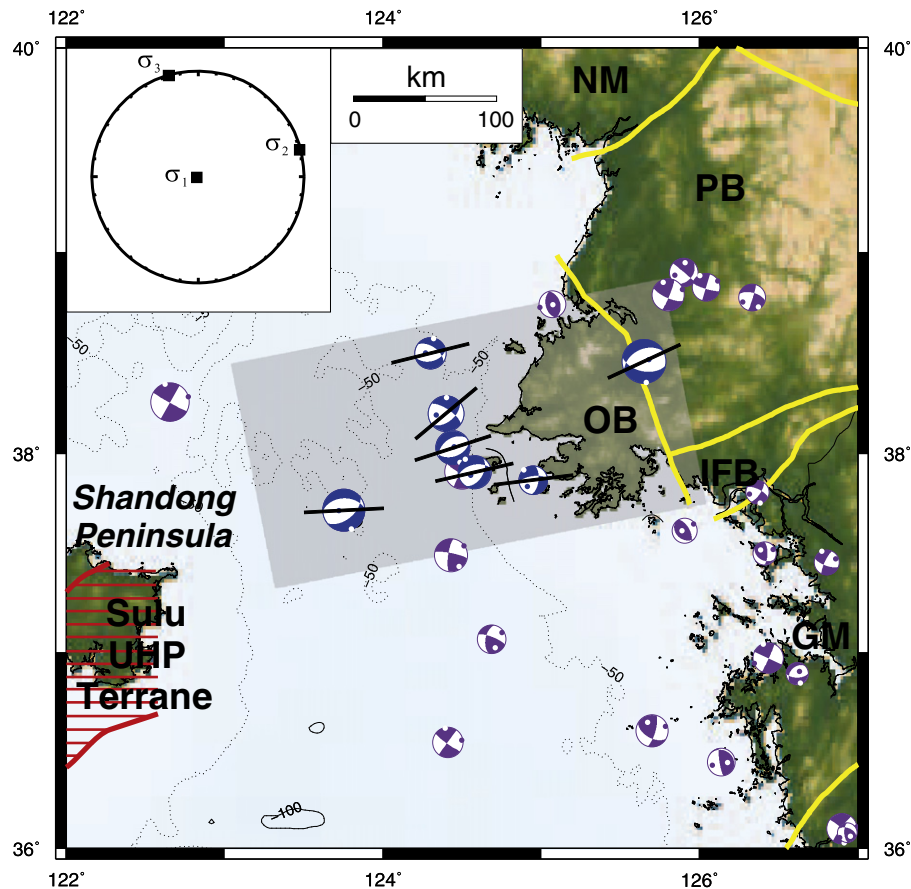 122˚ 124˚ 126˚
40˚ 40˚
σ3
σ2
σ1
km
0 100
NM
PB
−50
−50
−50
38˚ 38˚
OB
IFB
Shandong
Peninsula
−50
Sulu
UHP
Terrane
GM
−50
−100
36˚ 36˚
122˚ 124˚ 126˚